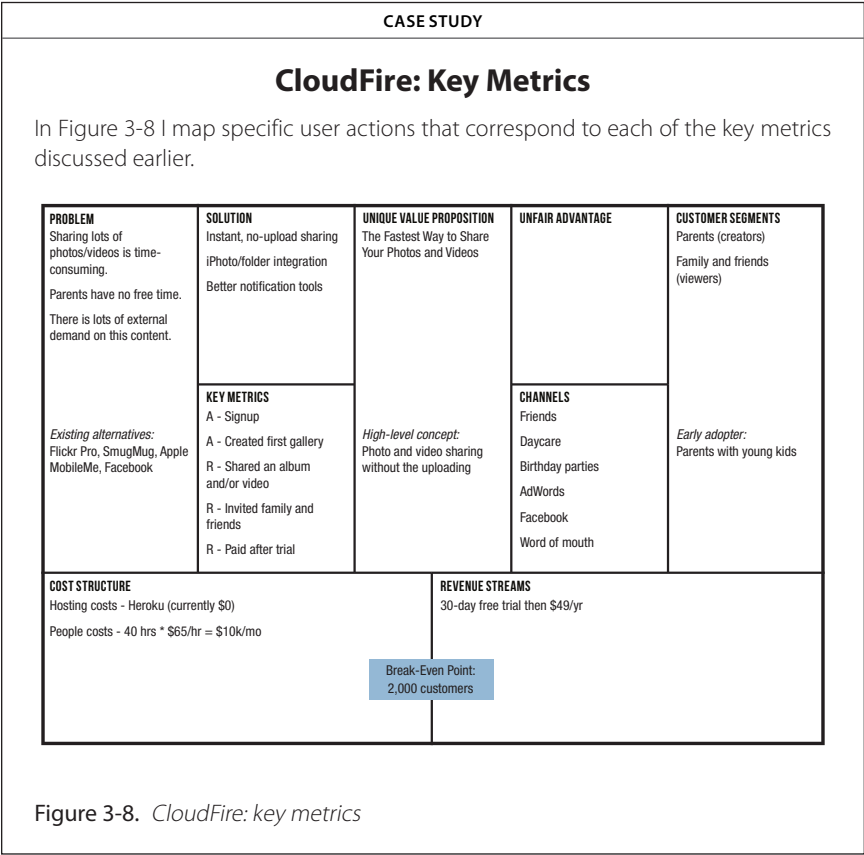 CASE STUDY
CloudFire: Key Metrics
In Figure 3-8 I map specific user actions that correspond to each of the key metrics
discussed earlier.
PROBLEM
Sharing lots of
photos/videos is time-
consuming.
Parents have no free time.
There is lots of external
demand on this content.
Existing alternatives:
Flickr Pro, SmugMug, Apple
MobileMe, Facebook
SOLUTION
Instant, no-upload sharing
iPhoto/folder integration
Better notification tools
KEY METRICS
A - Signup
A - Created first gallery
R - Shared an album
and/or video
R - Invited family and
friends
R - Paid after trial
UNIQUE VALUE PROPOSITION
The Fastest Way to Share
Your Photos and Videos
High-level concept:
Photo and video sharing
without the uploading
UNFAIR ADVANTAGE
CHANNELS
Friends
Daycare
Birthday parties
AdWords
Facebook
Word of mouth
CUSTOMER SEGMENTS
Parents (creators)
Family and friends
(viewers)
Early adopter:
Parents with young kids
COST STRUCTURE
Hosting costs - Heroku (currently $0)
People costs - 40 hrs * $65/hr = $10k/mo
REVENUE STREAMS
30-day free trial then $49/yr
Break-Even Point:
2,000 customers
Figure 3-8. CloudFire: key metrics